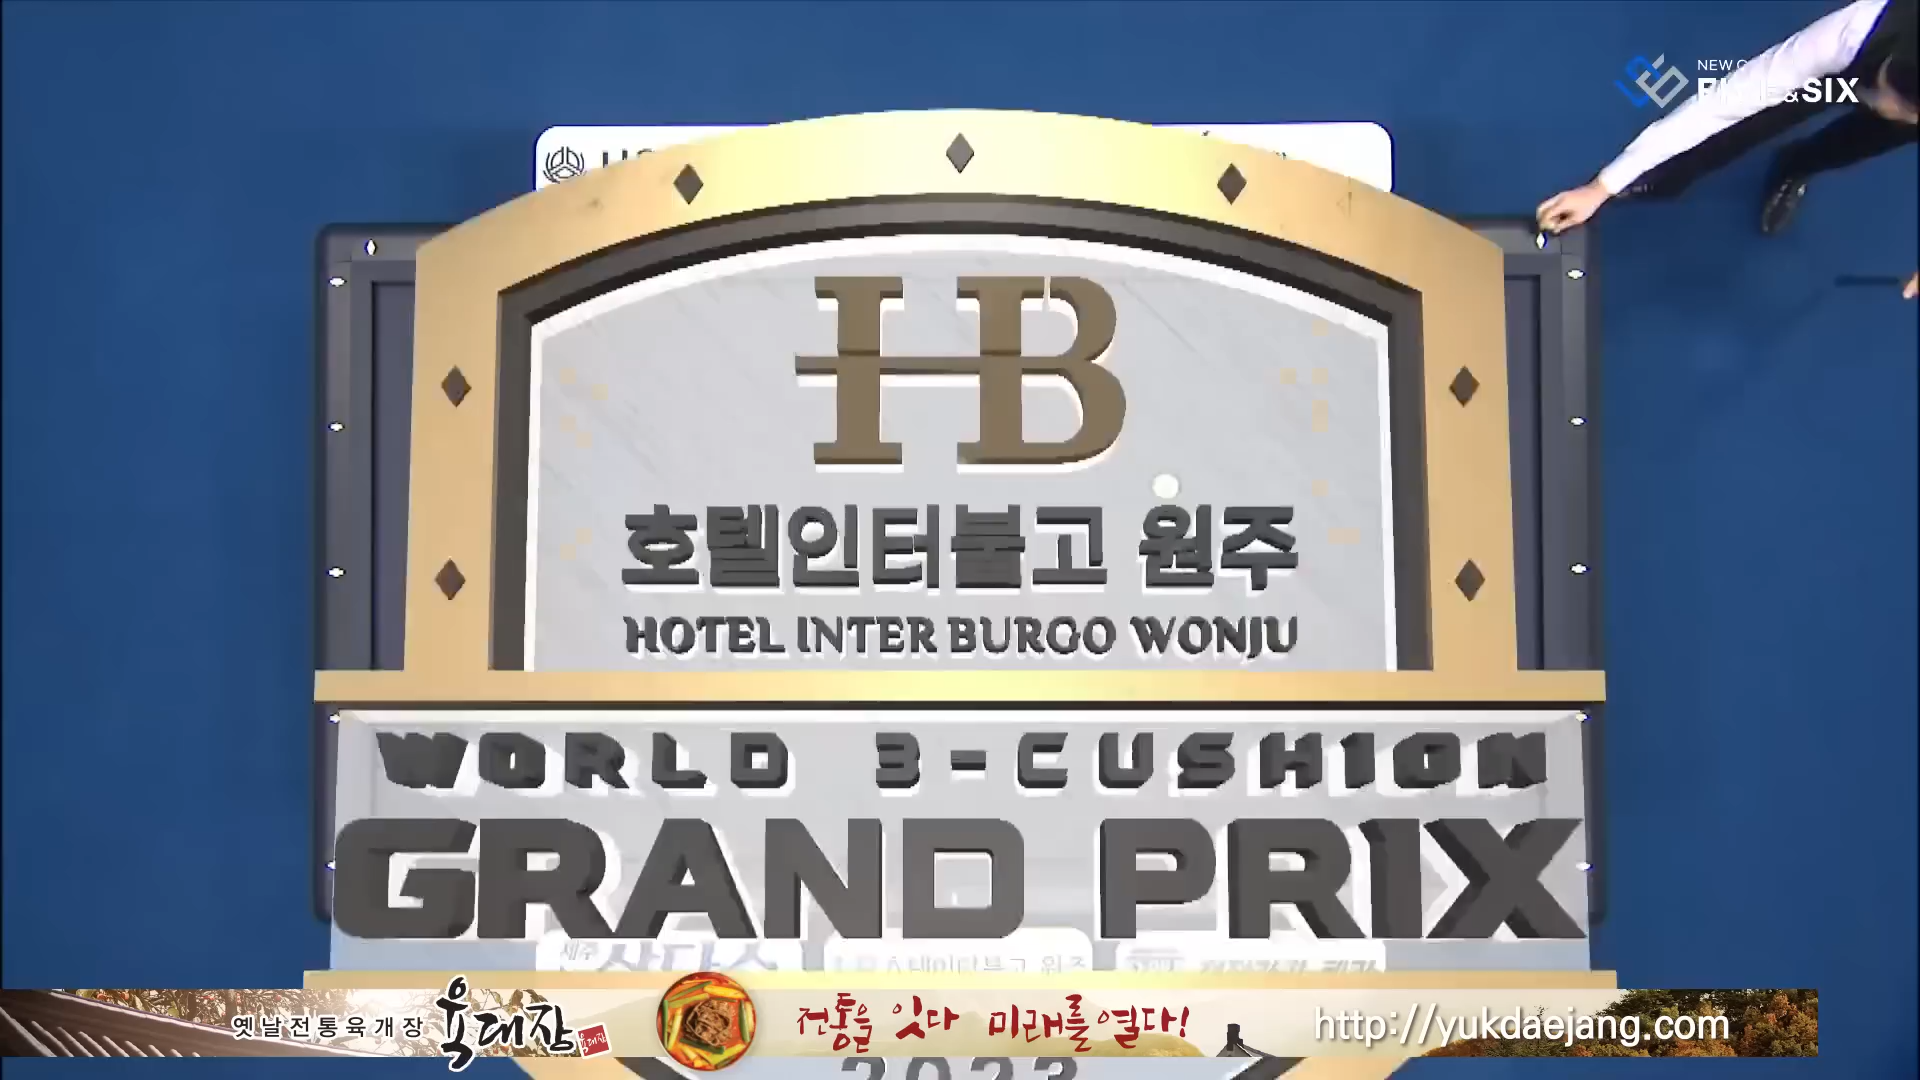 &SIX
HB
호텔인터불고 원주
HOTEL INTER BURGO WONJU
WORLD 3-CUSHION
GRAND PRIX
옛날전통육개장 육대장
전통을 잇다 미래를 열다!
http://yukdaejang.com
2023